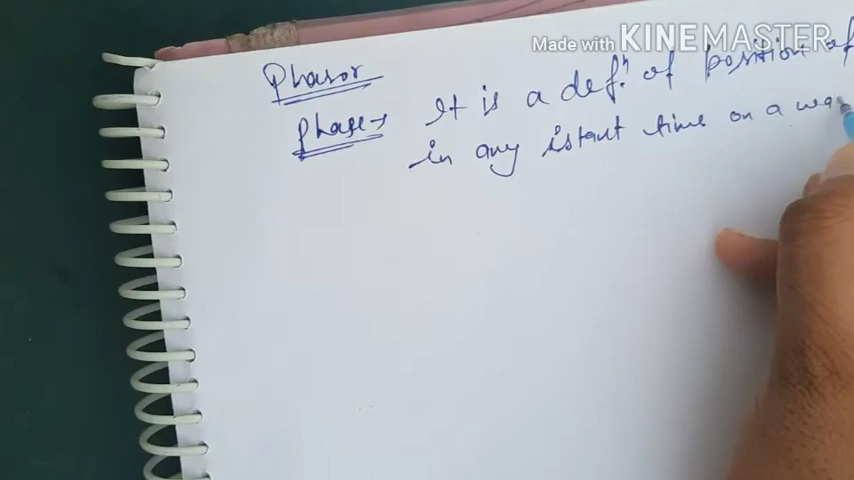 Made with KINEMASTER
Phasor
Phase→ It is a defⁿ. of position of
in any istant time on a wa